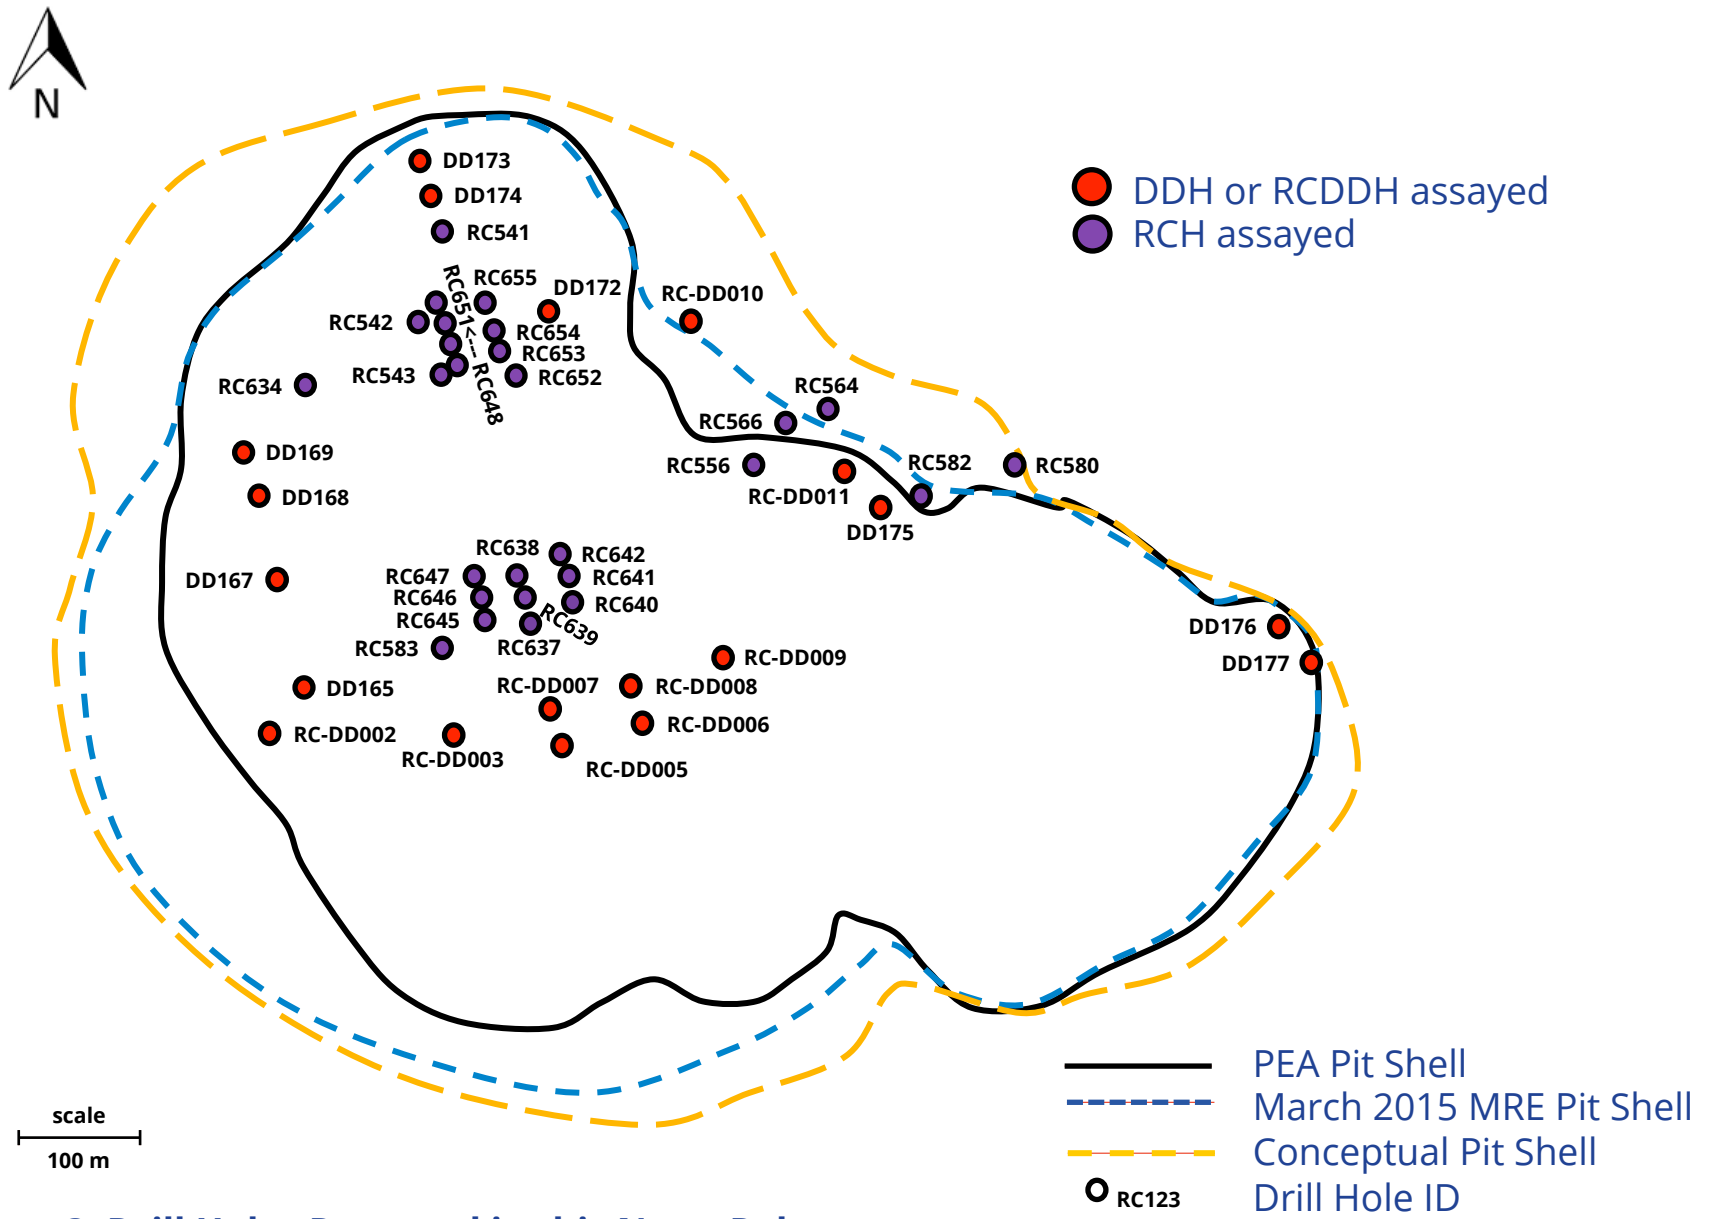 N
DD173
DD174
RC541
RC655
DD172
RC-DD010
RC542
RC651<--- RC648
RC654
RC653
RC543
RC652
RC634
RC564
RC566
DD169
RC556
RC582
RC580
DD168
RC-DD011
DD175
RC638
RC642
DD167
RC647
RC641
RC646
RC640
RC645
RC639
RC583
RC637
DD176
DD177
RC-DD009
DD165
RC-DD007
RC-DD008
RC-DD002
RC-DD006
RC-DD003
RC-DD005
DDH or RCDDH assayed
RCH assayed
PEA Pit Shell
March 2015 MRE Pit Shell
Conceptual Pit Shell
RC123 Drill Hole ID
scale
100 m